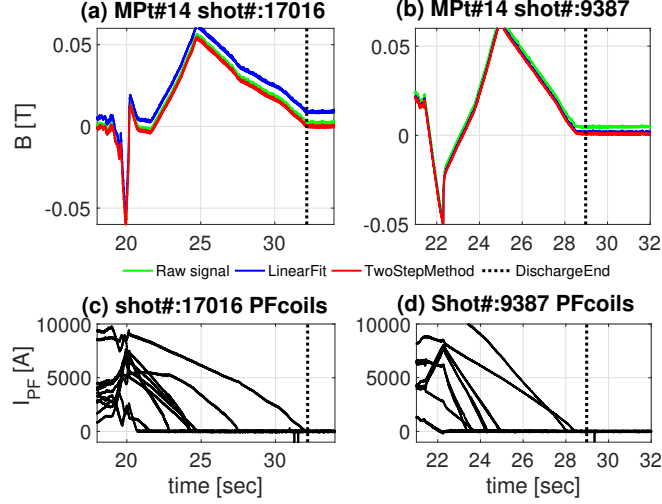 (a) MPt#14 shot#:17016
(b) MPt#14 shot#:9387
B [T]
0.05
0
-0.05
20 25 30
0.05
0
-0.05
22 24 26 28 30 32
Raw signal LinearFit TwoStepMethod DischargeEnd
(c) shot#:17016 PFcoils
(d) Shot#:9387 PFcoils
I_PF [A]
10000
5000
0
20 25 30
time [sec]
10000
5000
0
22 24 26 28 30 32
time [sec]